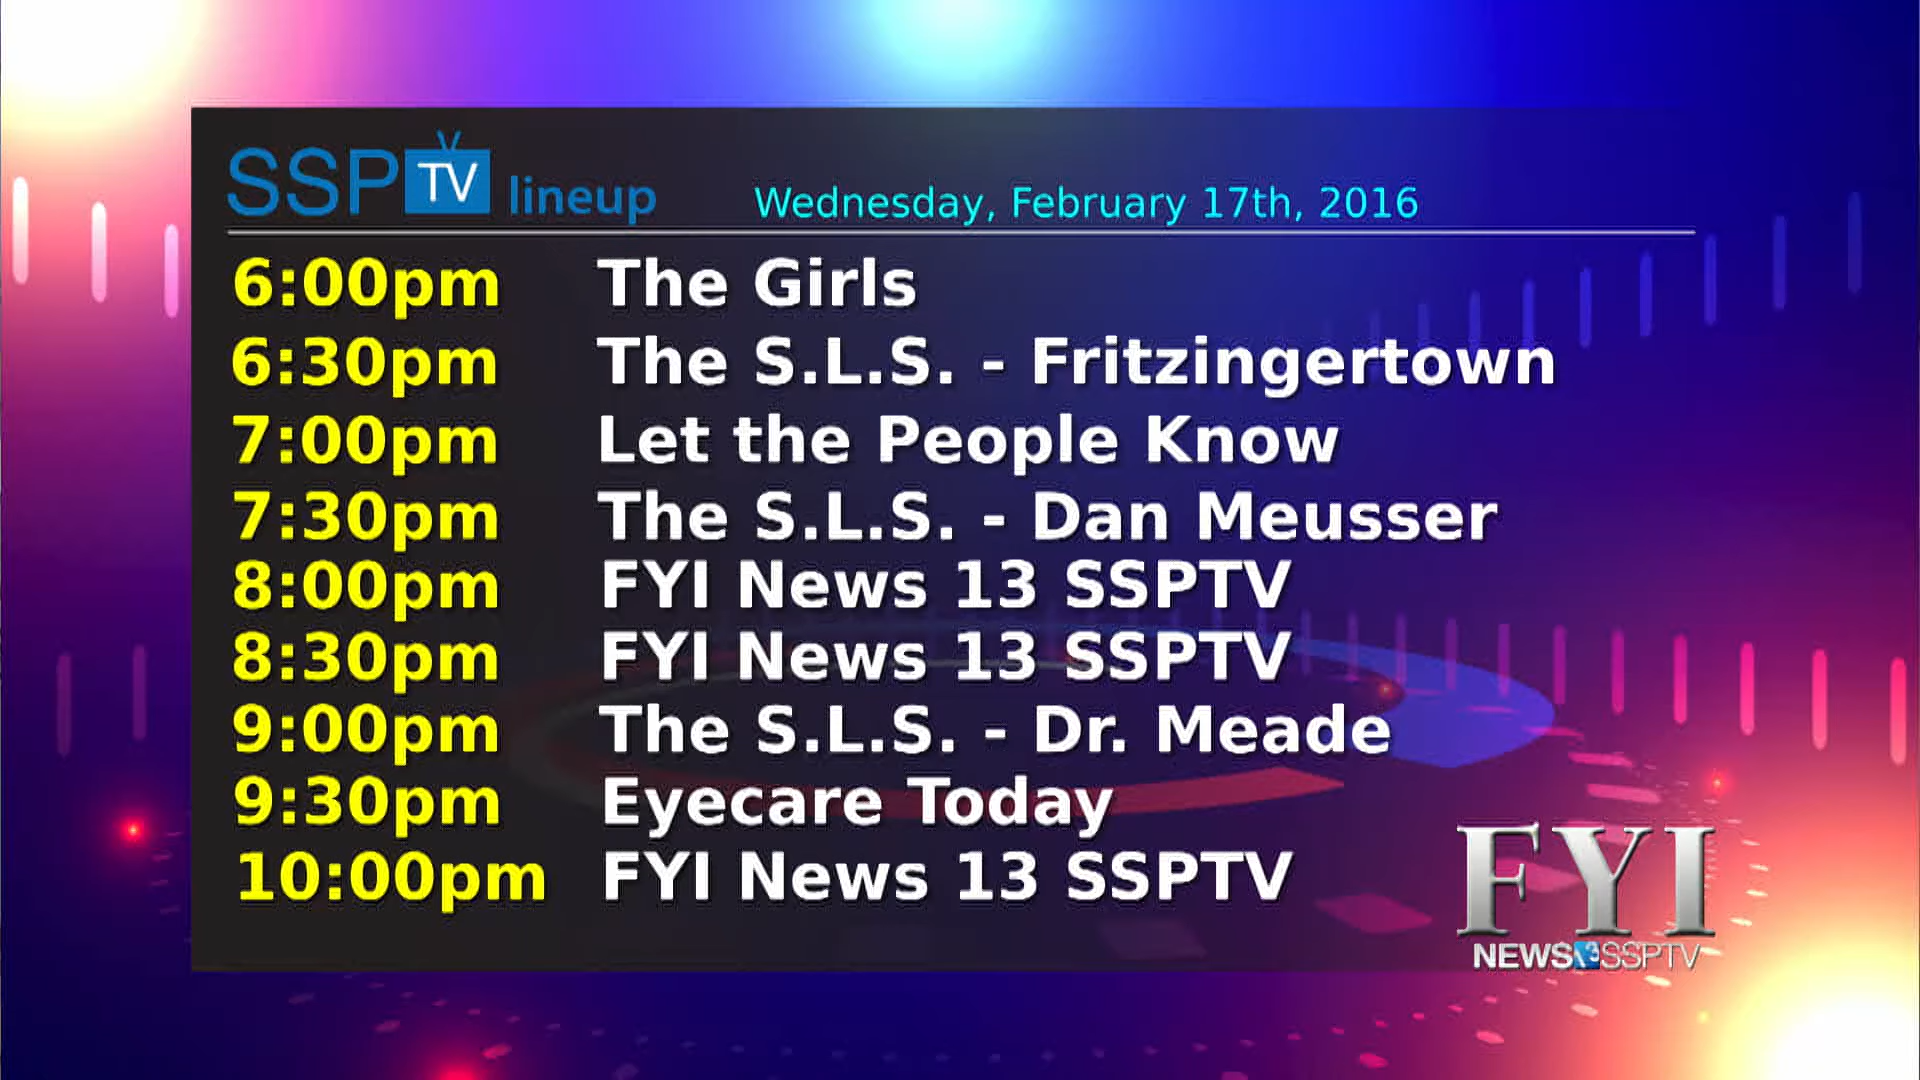 SSPTV lineup Wednesday, February 17th, 2016
6:00pm The Girls
6:30pm The S.L.S. - Fritzingertown
7:00pm Let the People Know
7:30pm The S.L.S. - Dan Meusser
8:00pm FYI News 13 SSPTV
8:30pm FYI News 13 SSPTV
9:00pm The S.L.S. - Dr. Meade
9:30pm Eyecare Today
10:00pm FYI News 13 SSPTV
FYI
NEWS 13 SSPTV